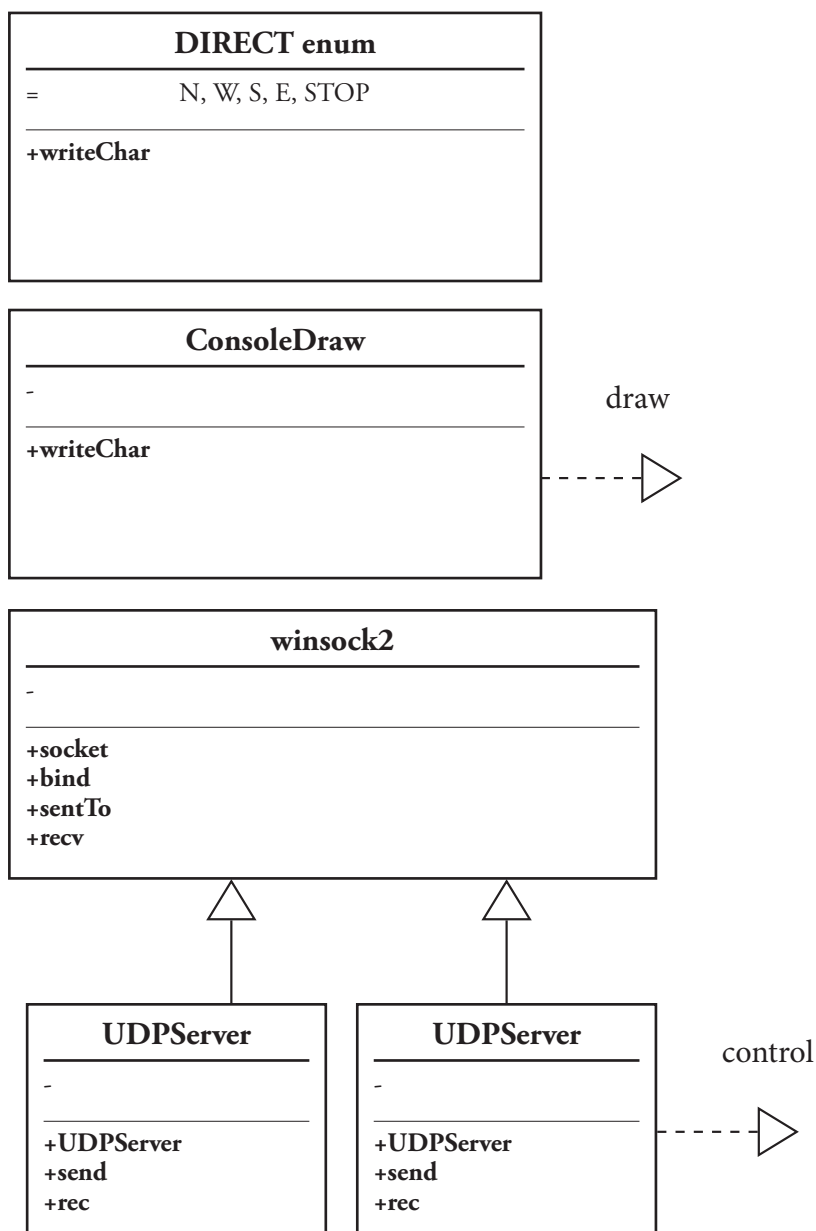 DIRECT enum
= N, W, S, E, STOP
+writeChar
ConsoleDraw
-
+writeChar
draw
winsock2
-
+socket
+bind
+sentTo
+recv
UDPServer
-
+UDPServer
+send
+rec
UDPServer
-
+UDPServer
+send
+rec
control